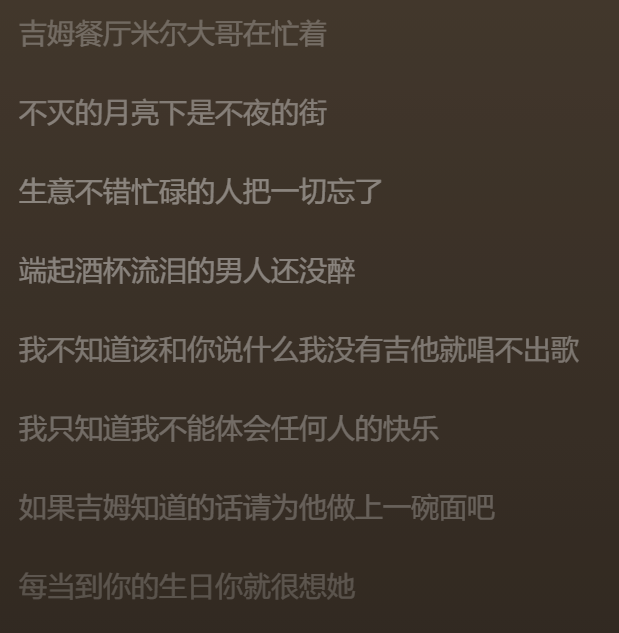 吉姆餐厅米尔大哥在忙着
不灭的月亮下是不夜的街
生意不错忙碌的人把一切忘了
端起酒杯流泪的男人还没醉
我不知道该和你说什么我没有吉他就唱不出歌
我只知道我不能体会任何人的快乐
如果吉姆知道的话请为他做上一碗面吧
每当到你的生日你就很想她